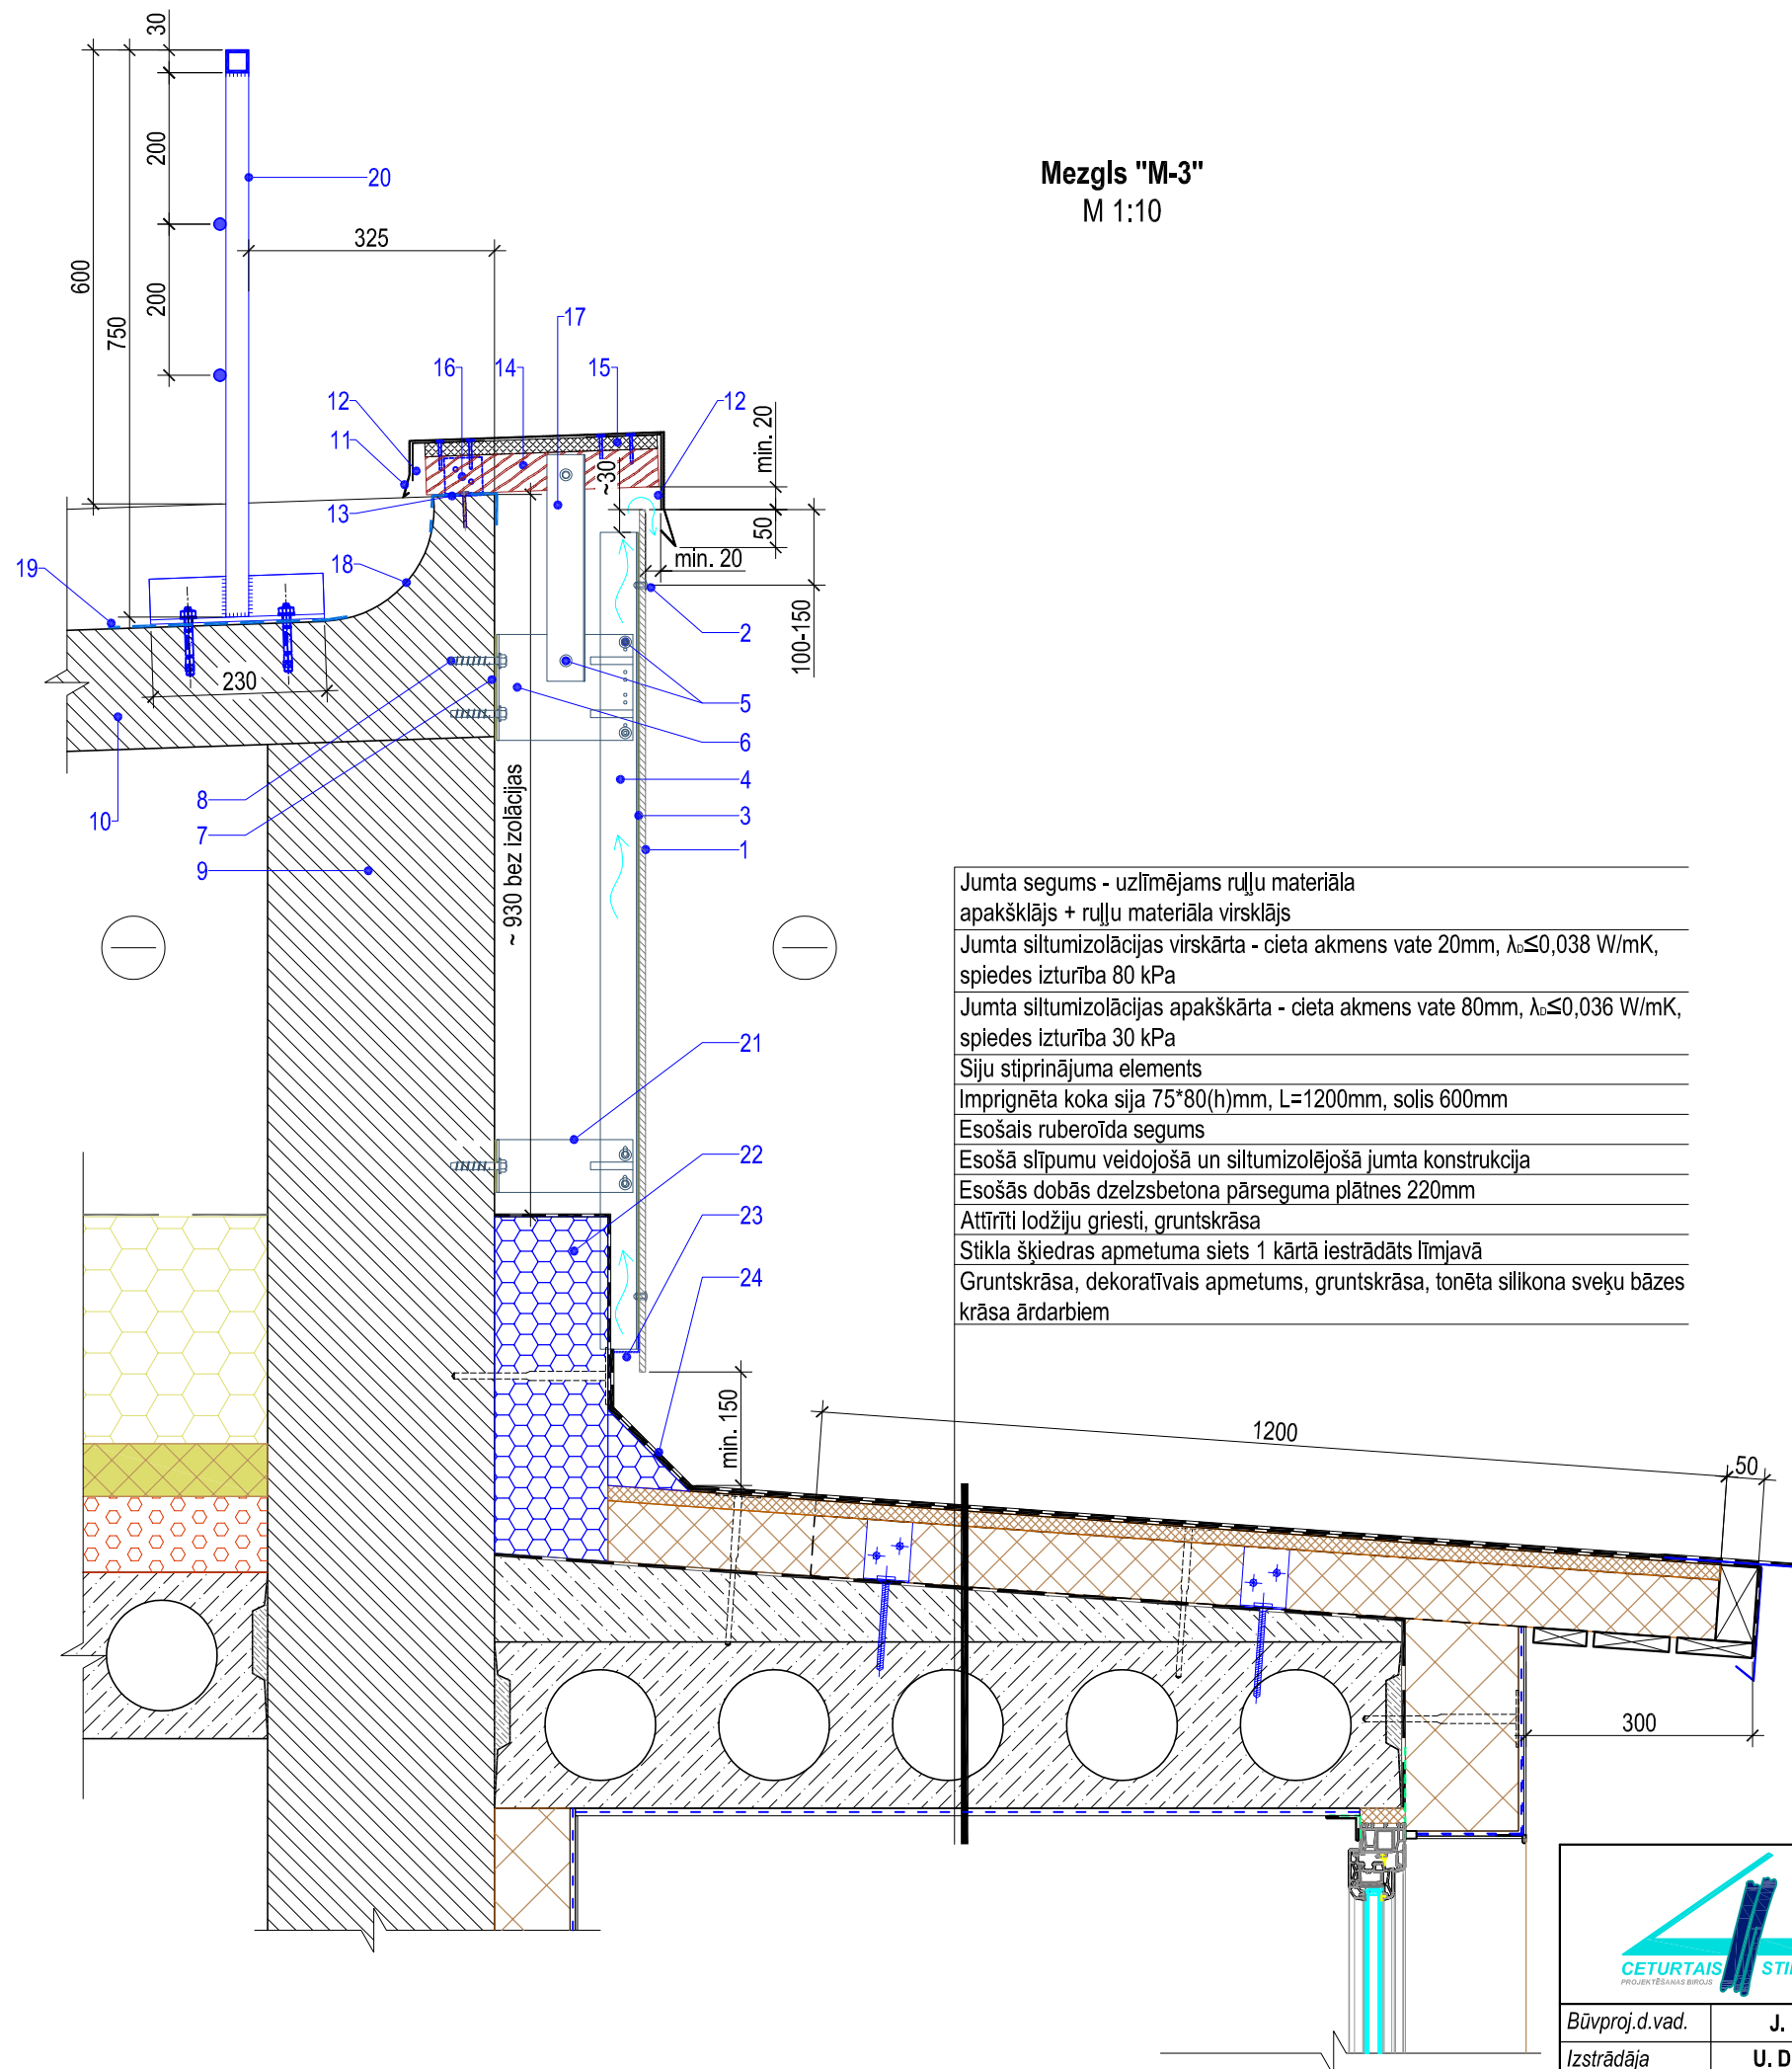 Mezgls "M-3"
M 1:10
30
200
200
600
750
20
325
17
16
14
15
12
12
11
13
18
19
min. 20
~30
50
min. 20
100-150
2
230
5
6
4
3
1
8
7
9
10
~ 930 bez izolācijas
21
22
23
24
min. 150
1200
50
300
Jumta segums - uzlīmējams ruļļu materiāla
apakšklājs + ruļļu materiāla virsklājs
Jumta siltumizolācijas virskārta - cieta akmens vate 20mm, λD≤0,038 W/mK,
spiedes izturība 80 kPa
Jumta siltumizolācijas apakškārta - cieta akmens vate 80mm, λD≤0,036 W/mK,
spiedes izturība 30 kPa
Siju stiprinājuma elements
Imprignēta koka sija 75*80(h)mm, L=1200mm, solis 600mm
Esošais ruberoīda segums
Esošā slīpumu veidojošā un siltumizolējošā jumta konstrukcija
Esošās dobās dzelzsbetona pārseguma plātnes 220mm
Attīrīti lodžiju griesti, gruntskrāsa
Stikla šķiedras apmetuma siets 1 kārtā iestrādāts līmjavā
Gruntskrāsa, dekoratīvais apmetums, gruntskrāsa, tonēta silikona sveķu bāzes
krāsa ārdarbiem
CETURTAIS
PROJEKTĒŠANAS BIROJS
Būvproj.d.vad. J.
Izstrādāja U.